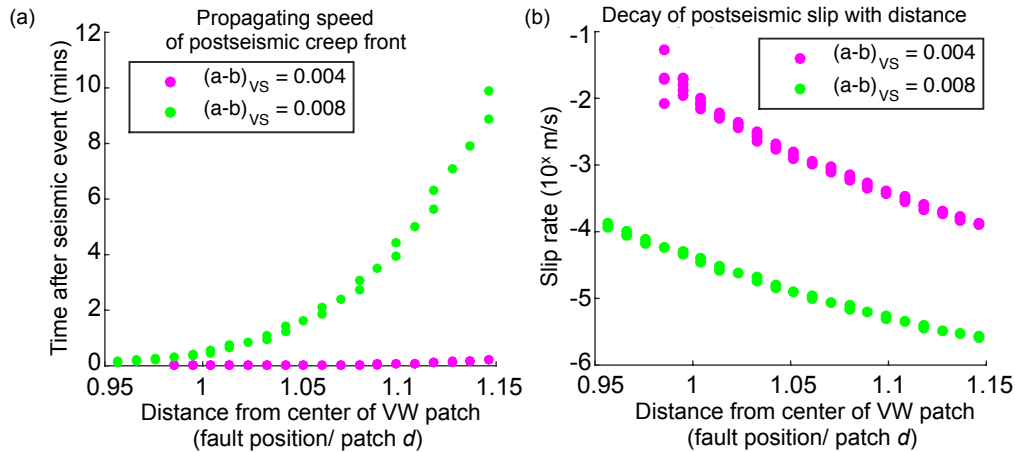 (a)
Propagating speed
of postseismic creep front
12
10
8
6
4
2
0
Time after seismic event (mins)
(a-b)VS = 0.004
(a-b)VS = 0.008
0.95
1
1.05
1.1
1.15
Distance from center of VW patch
(fault position/ patch d)
(b)
Decay of postseismic slip with distance
-1
-2
-3
-4
-5
-6
Slip rate (10ˣ m/s)
(a-b)VS = 0.004
(a-b)VS = 0.008
0.95
1
1.05
1.1
1.15
Distance from center of VW patch
(fault position/ patch d)